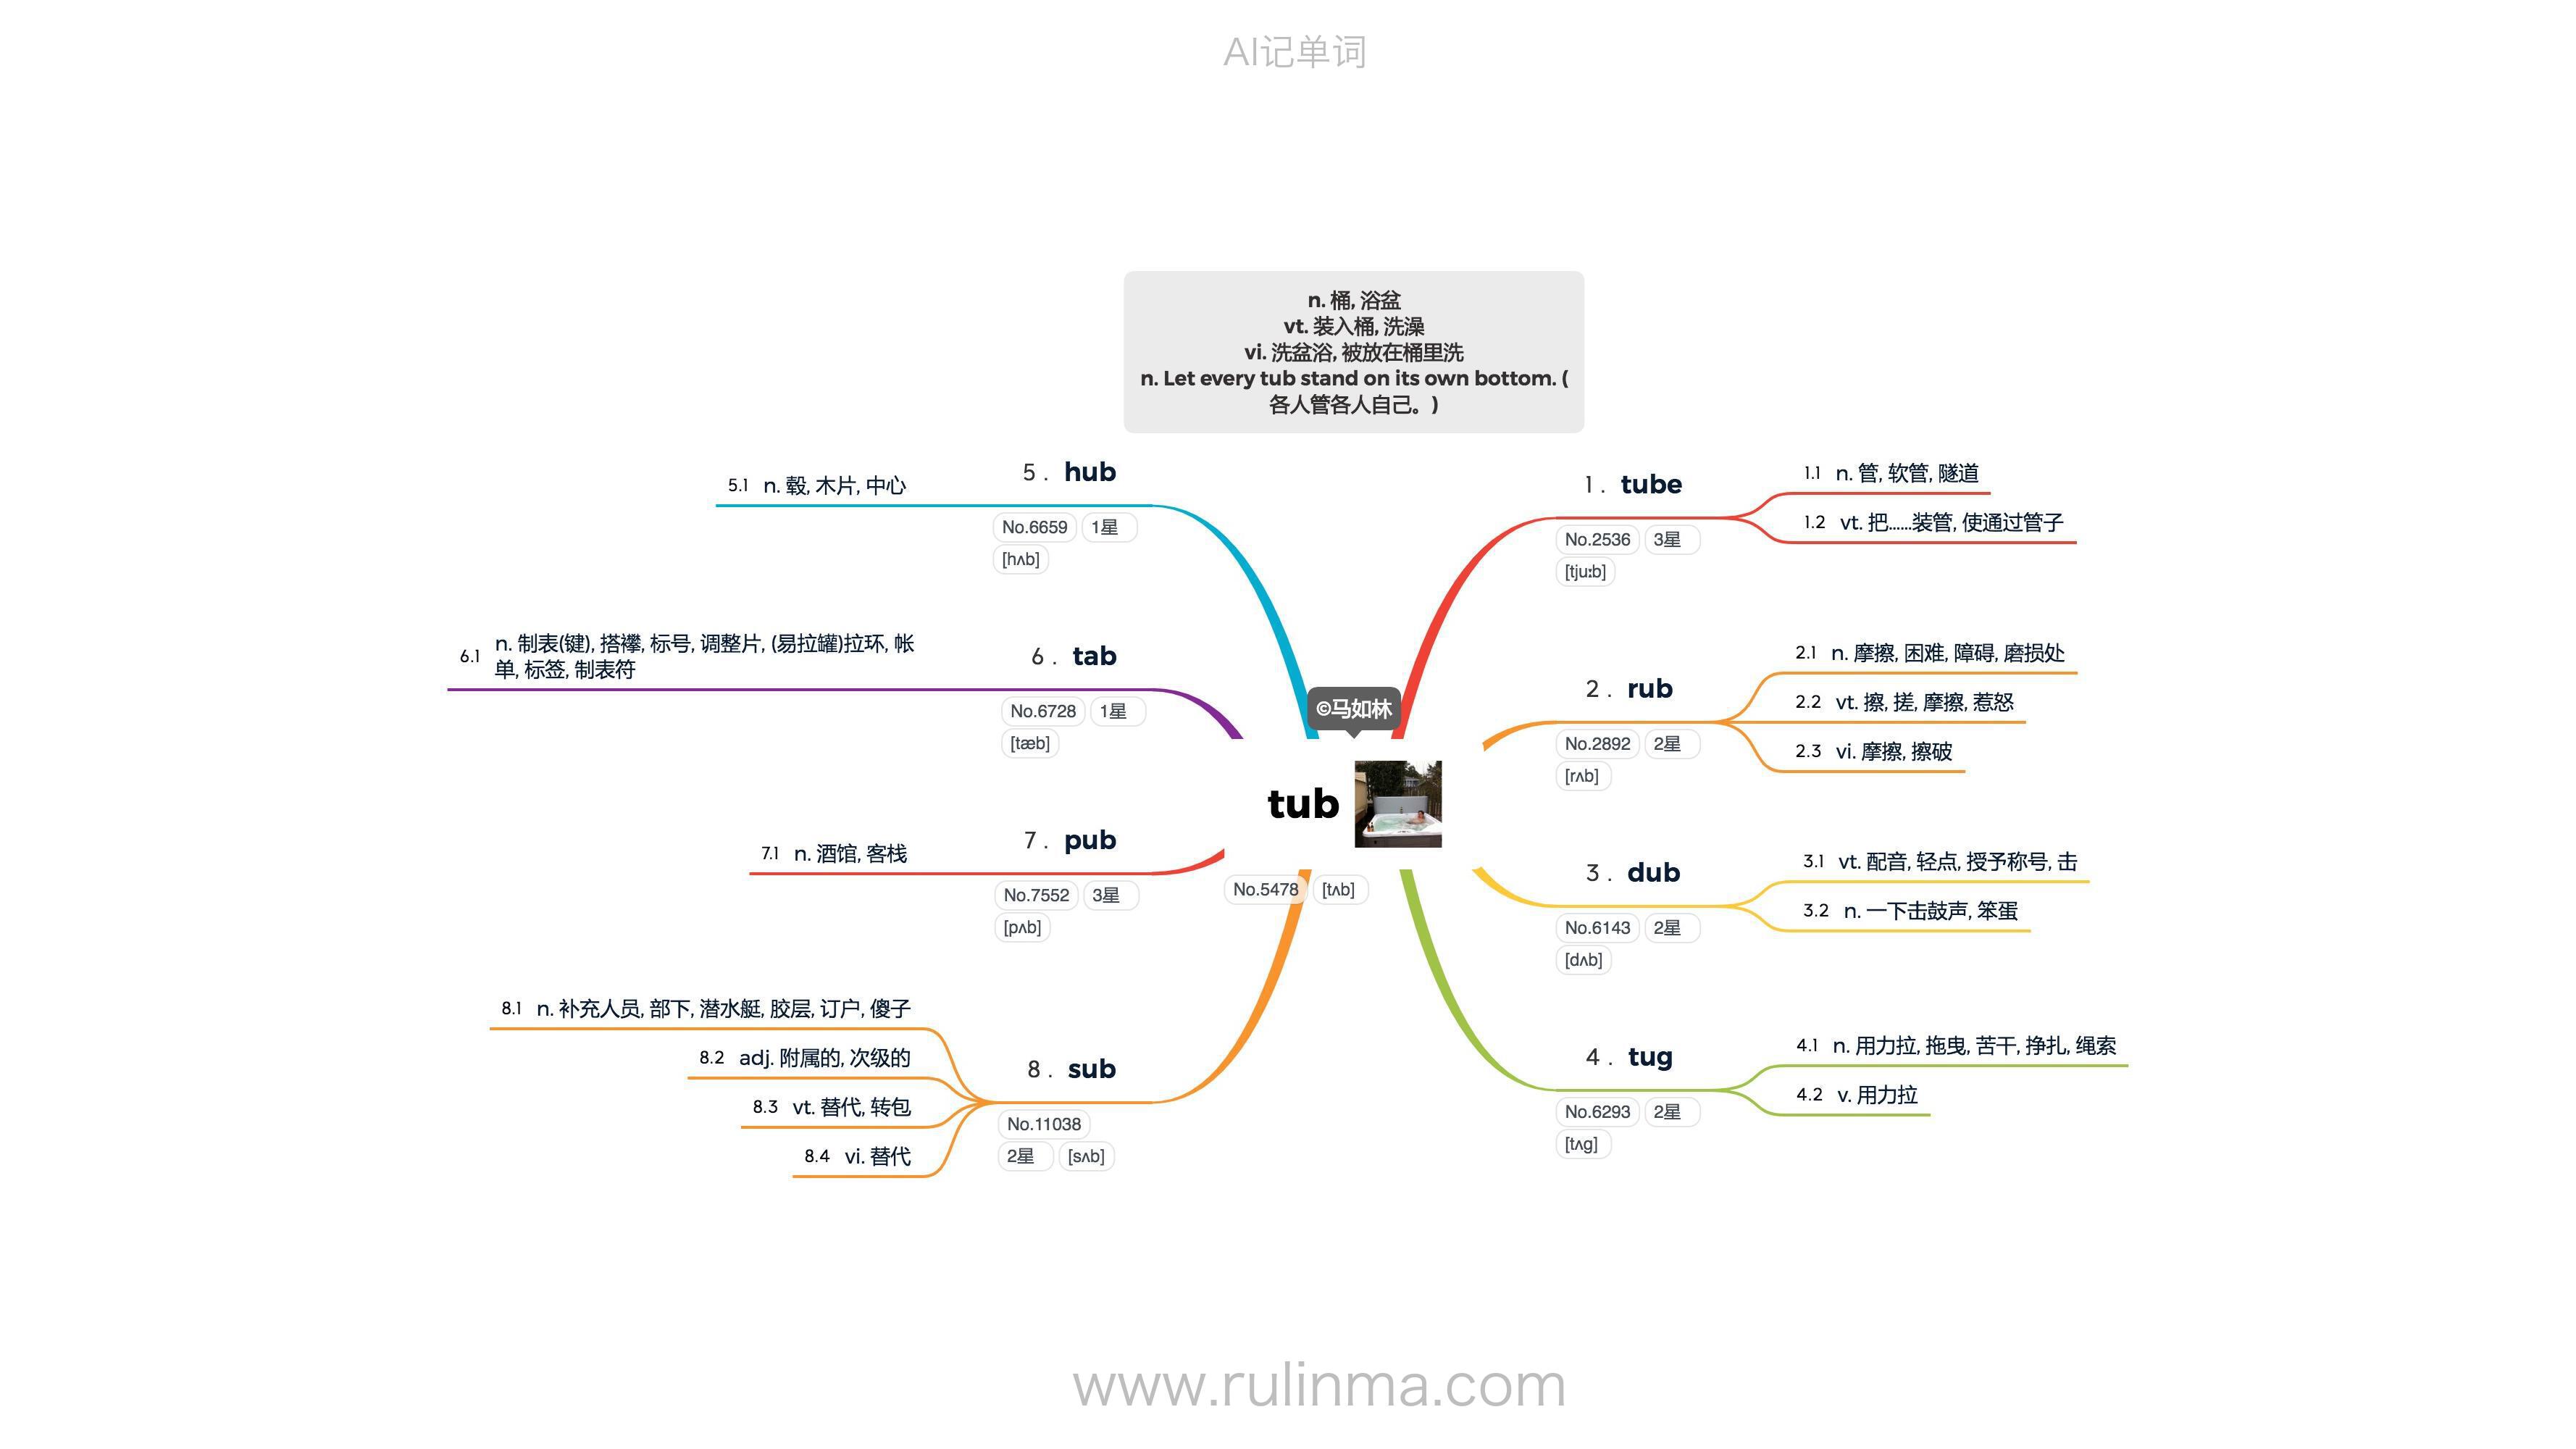 AI记单词
n. 桶, 浴盆
vt. 装入桶, 洗澡
vi. 洗盆浴, 被放在桶里洗
n. Let every tub stand on its own bottom. (
各人管各人自己。)
©马如林
tub
No.5478 [tʌb]
1. tube
No.2536 3星
[tjuːb]
1.1 n. 管, 软管, 隧道
1.2 vt. 把……装管, 使通过管子
2. rub
No.2892 2星
[rʌb]
2.1 n. 摩擦, 困难, 障碍, 磨损处
2.2 vt. 擦, 搓, 摩擦, 惹怒
2.3 vi. 摩擦, 擦破
3. dub
No.6143 2星
[dʌb]
3.1 vt. 配音, 轻点, 授予称号, 击
3.2 n. 一下击鼓声, 笨蛋
4. tug
No.6293 2星
[tʌg]
4.1 n. 用力拉, 拖曳, 苦干, 挣扎, 绳索
4.2 v. 用力拉
5. hub
No.6659 1星
[hʌb]
5.1 n. 毂, 木片, 中心
6. tab
No.6728 1星
[tæb]
6.1 n. 制表(键), 搭襻, 标号, 调整片, (易拉罐)拉环, 帐
单, 标签, 制表符
7. pub
No.7552 3星
[pʌb]
7.1 n. 酒馆, 客栈
8. sub
No.11038
2星 [sʌb]
8.1 n. 补充人员, 部下, 潜水艇, 胶层, 订户, 傻子
8.2 adj. 附属的, 次级的
8.3 vt. 替代, 转包
8.4 vi. 替代
www.rulinma.com